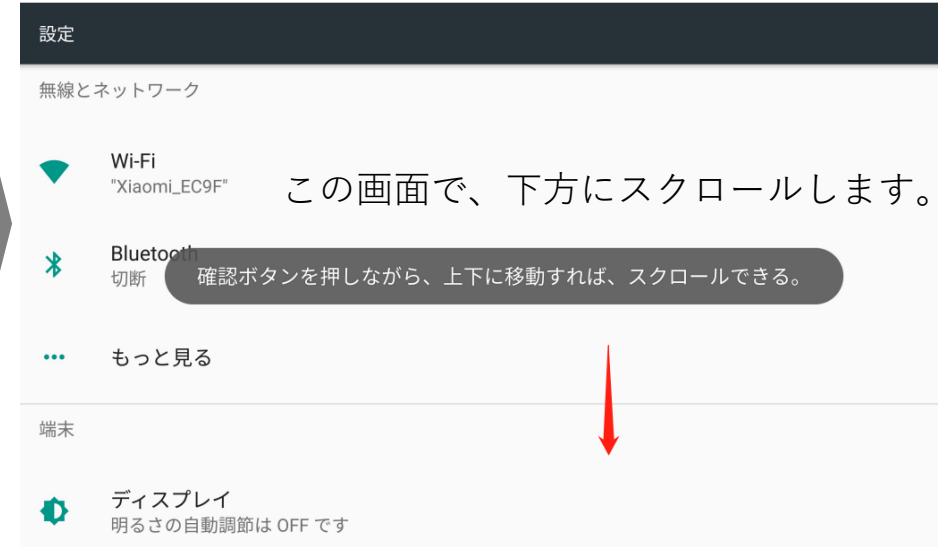 設定
無線とネットワーク
Wi-Fi
"Xiaomi_EC9F"
この画面で、下方にスクロールします。
Bluetooth
切断
確認ボタンを押しながら、上下に移動すれば、スクロールできる。
もっと見る
端末
ディスプレイ
明るさの自動調節は OFF です